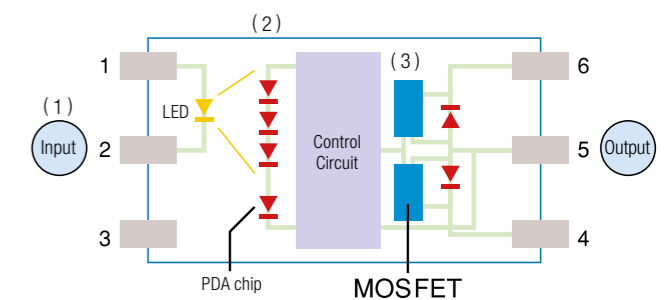 (2)
1
(3)
6
(1)
LED
Input
2
Control
Circuit
5
Output
3
4
PDA chip
MOSFET